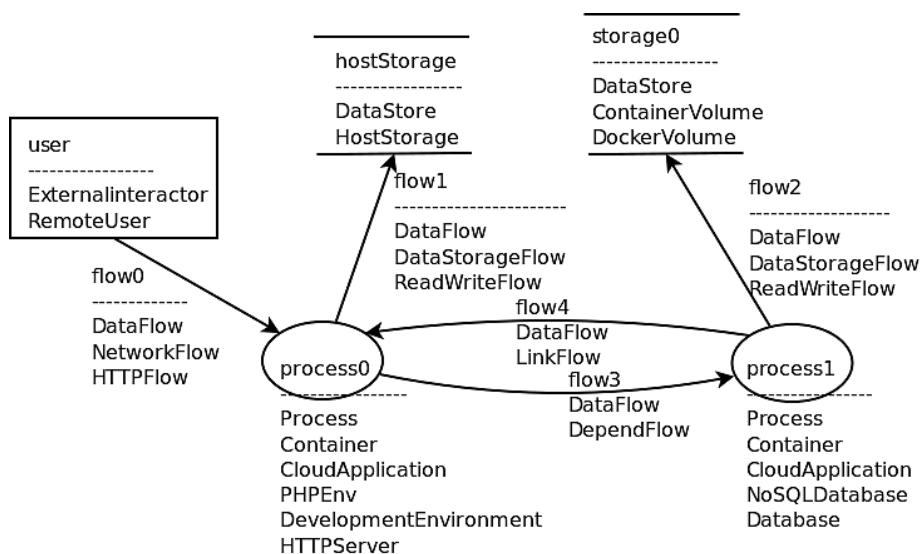 storage0
-----------------
DataStore
ContainerVolume
DockerVolume
hostStorage
-----------------
DataStore
HostStorage
user
-----------------
Externalinteractor
RemoteUser
flow1
-----------------------
DataFlow
DataStorageFlow
ReadWriteFlow
flow2
-------------------
DataFlow
DataStorageFlow
ReadWriteFlow
flow0
-------------
DataFlow
NetworkFlow
HTTPFlow
flow4
DataFlow
LinkFlow
flow3
DataFlow
DependFlow
process0
-----------------
Process
Container
CloudApplication
PHPEnv
DevelopmentEnvironment
HTTPServer
process1
-----------------
Process
Container
CloudApplication
NoSQLDatabase
Database